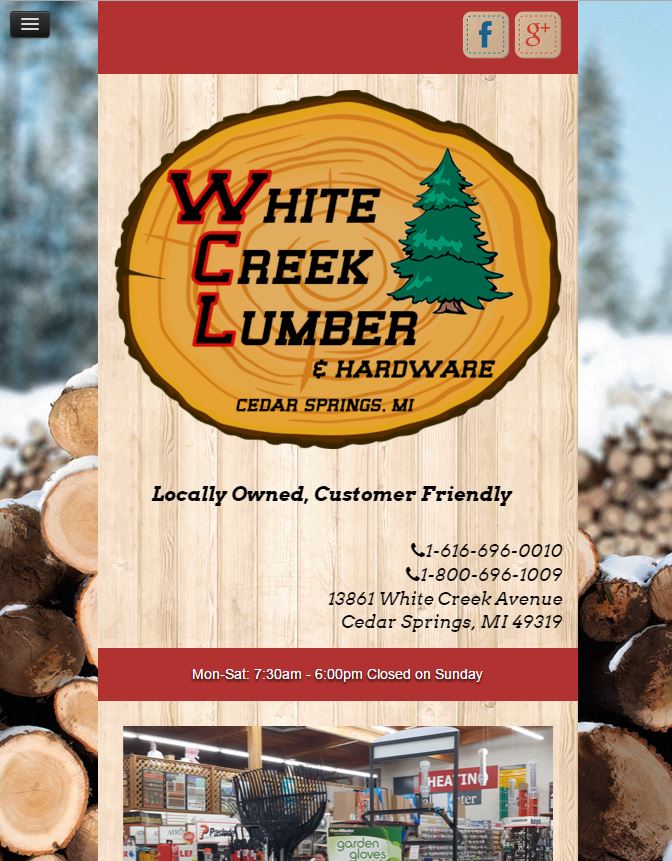 f
g+
WHITE
CREEK
LUMBER
& HARDWARE
CEDAR SPRINGS, MI
Locally Owned, Customer Friendly
1-616-696-0010
1-800-696-1009
13861 White Creek Avenue
Cedar Springs, MI 49319
Mon-Sat: 7:30am - 6:00pm Closed on Sunday
HEATING
Paslode
garden
gloves